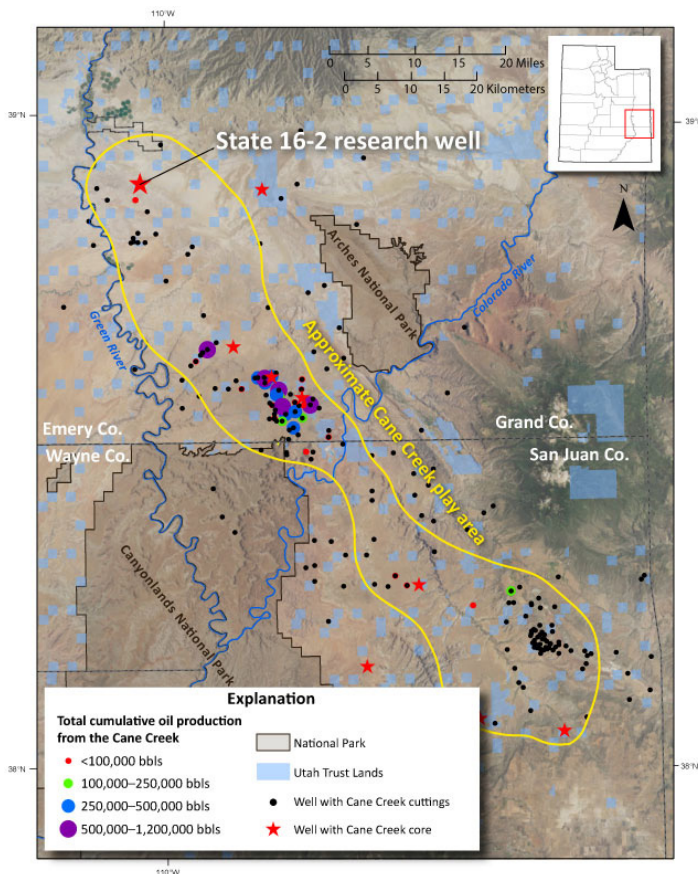 110°W
0 10 20 Miles
0 10 20 Kilometers
39°N
39°N
State 16-2 research well
N
Arches National Park
Colorado River
Green River
Approximate Cane Creek play area
Emery Co.
Wayne Co.
Grand Co.
San Juan Co.
Canyonlands National Park
Explanation
Total cumulative oil production
from the Cane Creek
<100,000 bbls
100,000–250,000 bbls
250,000–500,000 bbls
500,000–1,200,000 bbls
National Park
Utah Trust Lands
Well with Cane Creek cuttings
Well with Cane Creek core
38°N
38°N
110°W